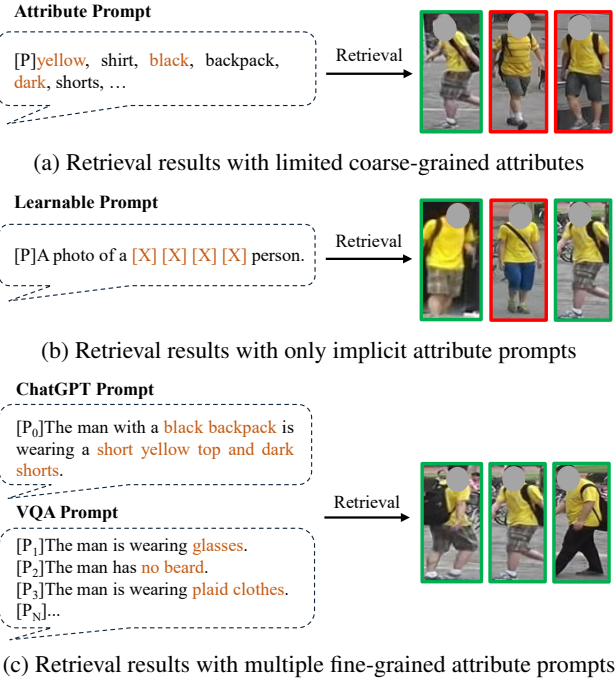 Attribute Prompt
[P]yellow, shirt, black, backpack,
dark, shorts, …
Retrieval
(a) Retrieval results with limited coarse-grained attributes
Learnable Prompt
[P]A photo of a [X] [X] [X] [X] person.
Retrieval
(b) Retrieval results with only implicit attribute prompts
ChatGPT Prompt
[P₀]The man with a black backpack is
wearing a short yellow top and dark
shorts.
VQA Prompt
[P₁]The man is wearing glasses.
[P₂]The man has no beard.
[P₃]The man is wearing plaid clothes.
[P_N]...
Retrieval
(c) Retrieval results with multiple fine-grained attribute prompts